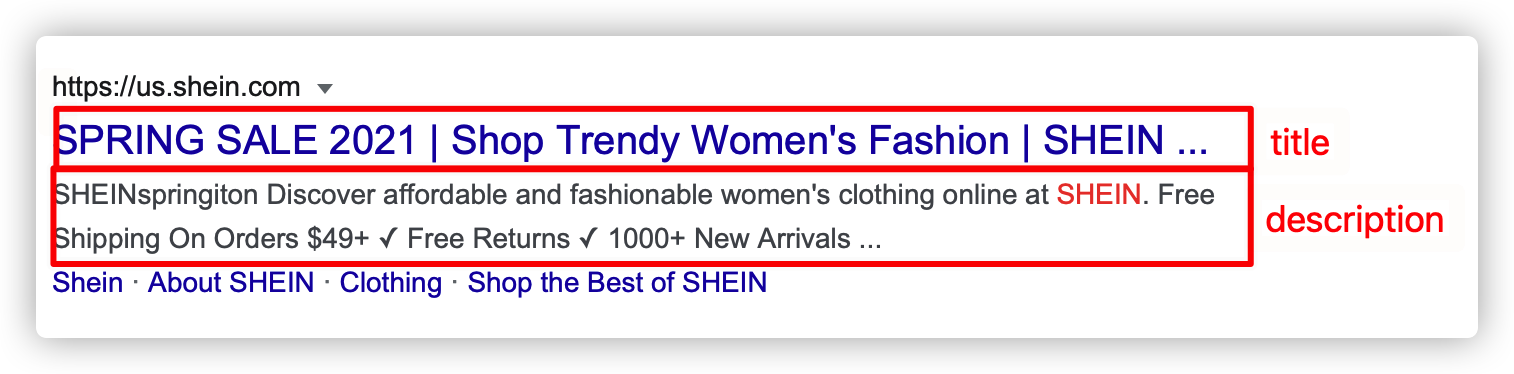 https://us.shein.com
SPRING SALE 2021 | Shop Trendy Women's Fashion | SHEIN ...
title
SHEINspringiton Discover affordable and fashionable women's clothing online at SHEIN. Free
Shipping On Orders $49+ ✓ Free Returns ✓ 1000+ New Arrivals ...
description
Shein · About SHEIN · Clothing · Shop the Best of SHEIN